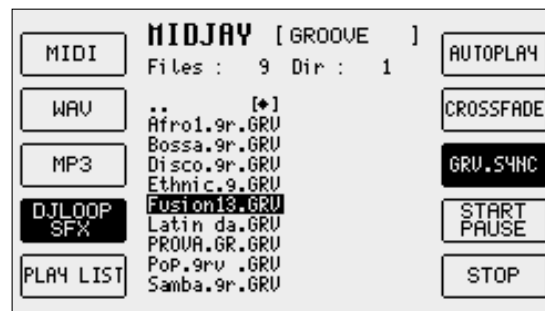 MIDJAY [ GROOVE ]
Files : 9 Dir : 1
MIDI
WAV
MP3
DJLOOP
SFX
PLAY LIST
.. [♦]
Afro1.9r.GRV
Bossa.9r.GRV
Disco.9r.GRV
Ethnic.9.GRV
Fusion13.GRV
Latin da.GRV
PROVA.GR.GRV
PoP.9rv .GRV
Samba.9r.GRV
AUTOPLAY
CROSSFADE
GRV.SYNC
START
PAUSE
STOP